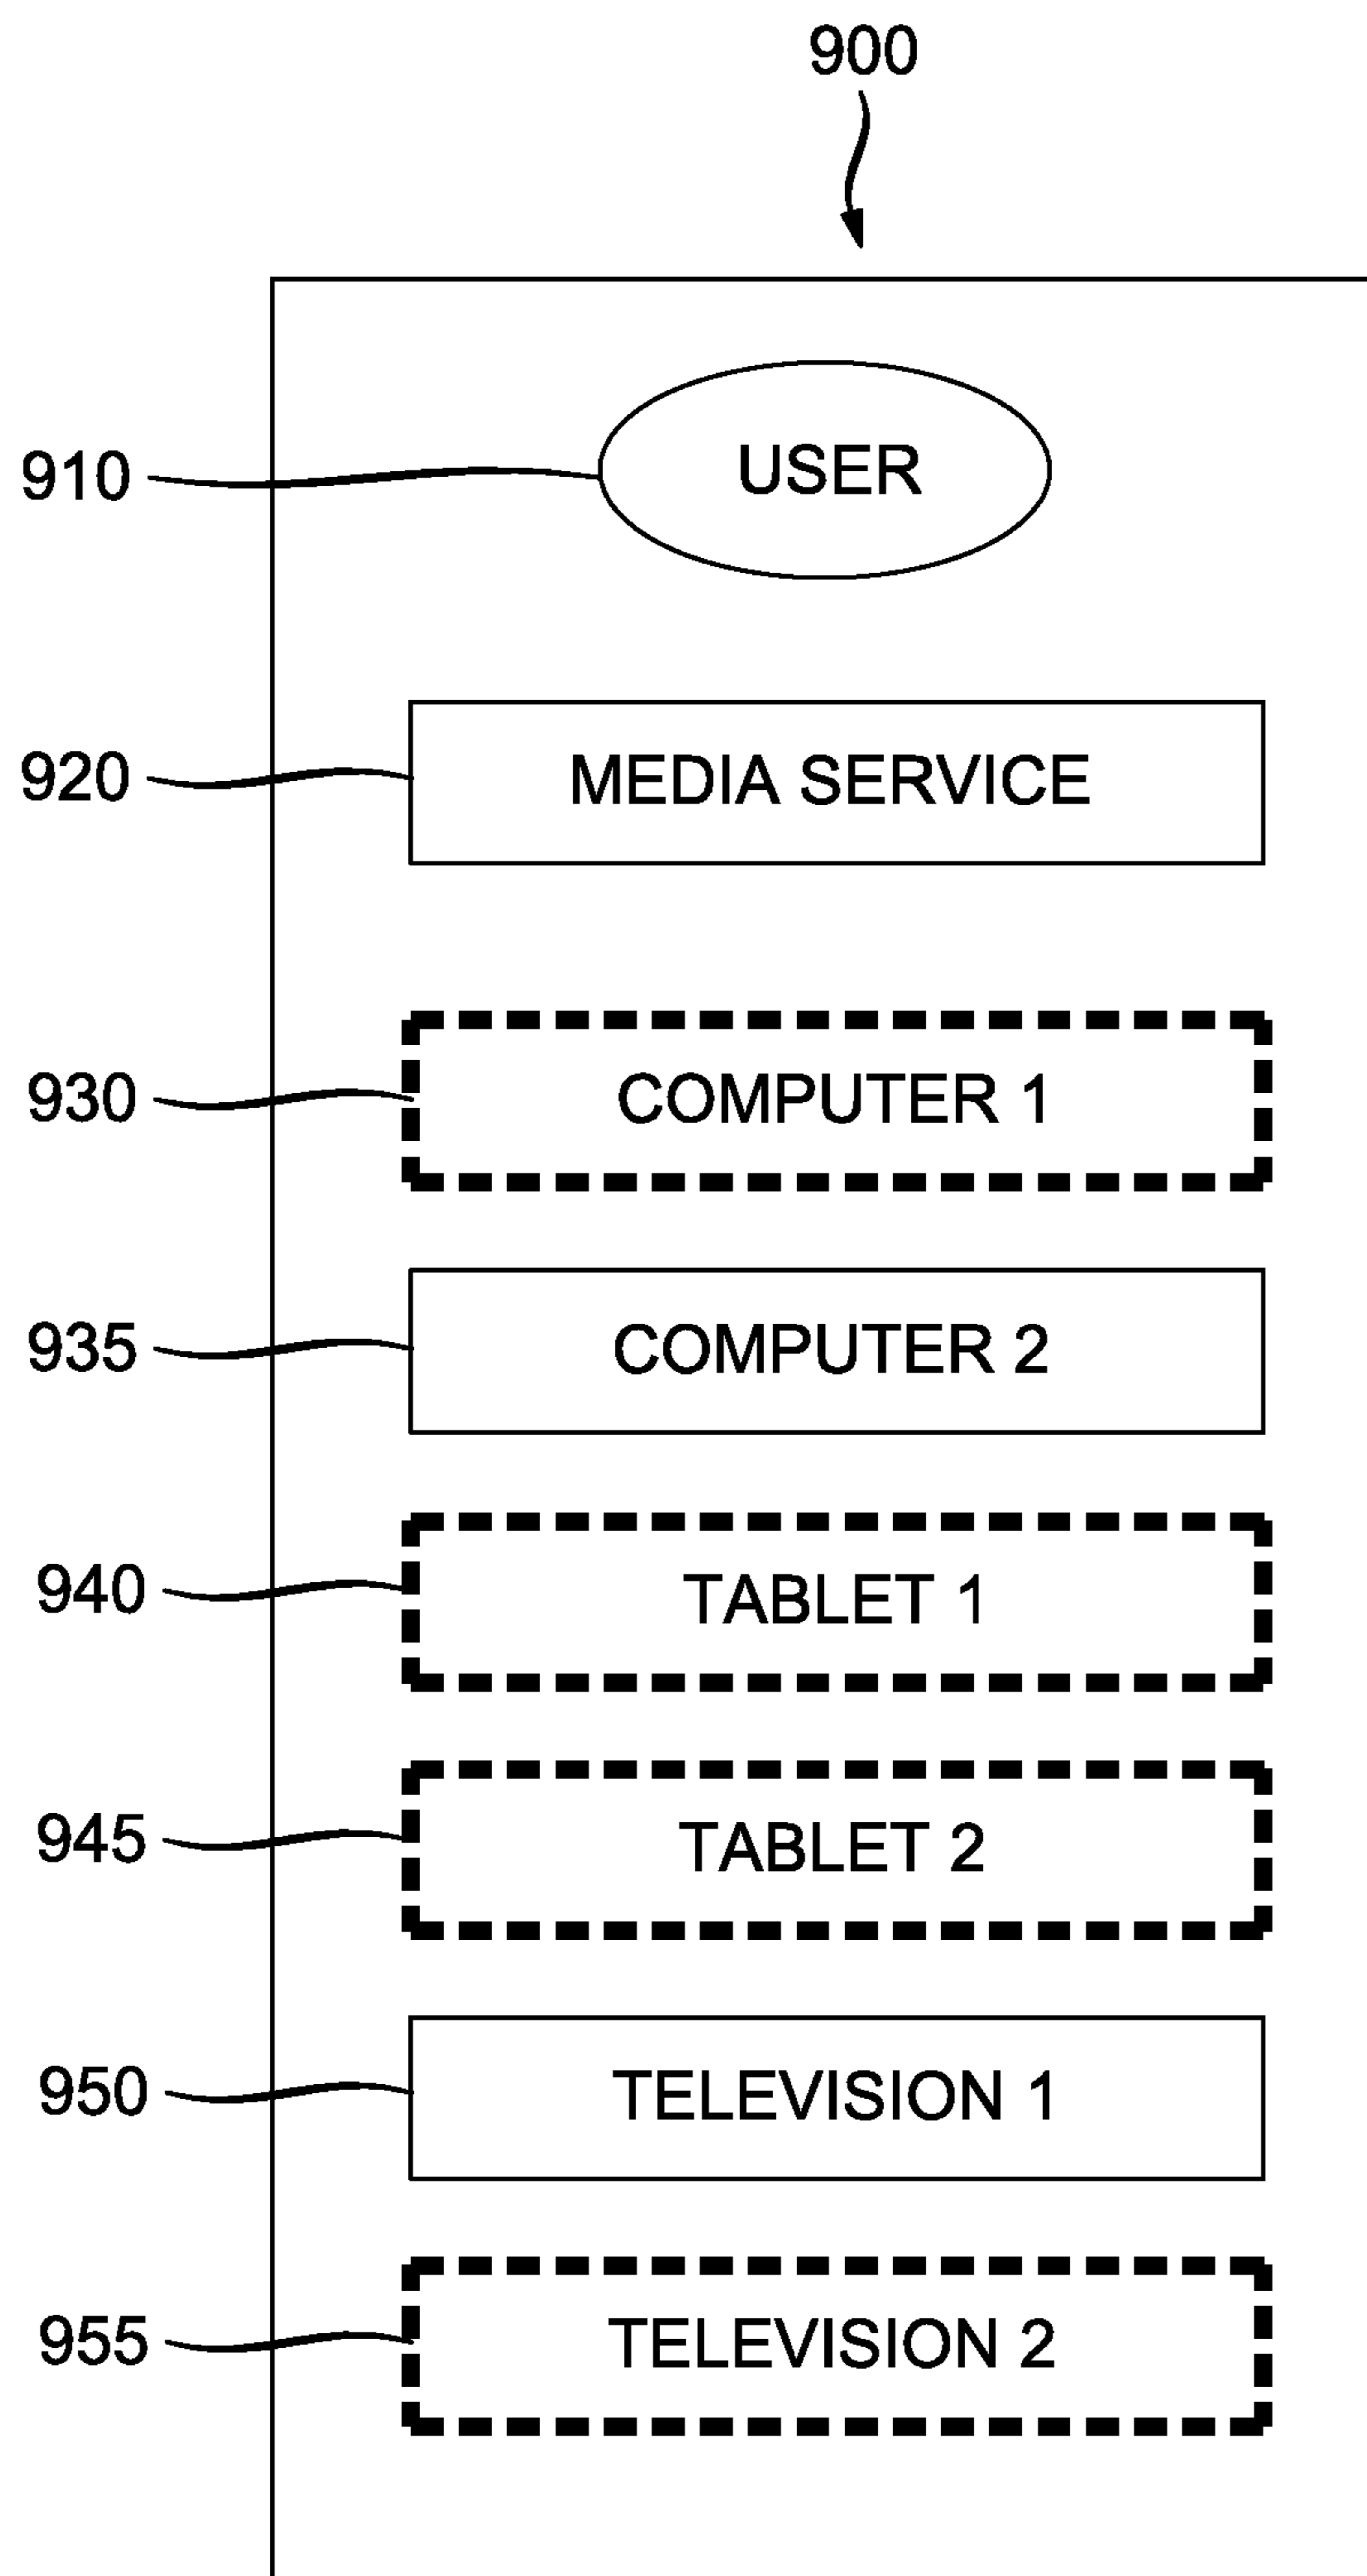 900
910 USER
920 MEDIA SERVICE
930 COMPUTER 1
935 COMPUTER 2
940 TABLET 1
945 TABLET 2
950 TELEVISION 1
955 TELEVISION 2